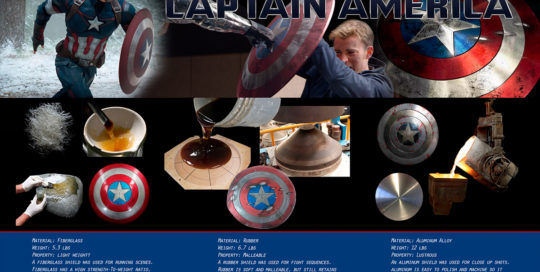 CAPTAIN AMERICA
Material: Fiberglass
Weight: 5.3 lbs
Property: Light weight
A fiberglass shield was used for running scenes.
Fiberglass has a high strength-to-weight ratio.
Material: Rubber
Weight: 6.7 lbs
Property: Malleable
A rubber shield was used for fight sequences.
Rubber is soft and malleable, but still retains
Material: Aluminum Alloy
Weight: 12 lbs
Property: Lustrous
An aluminum shield was used for close up shots.
Aluminum is easy to polish and machine so it